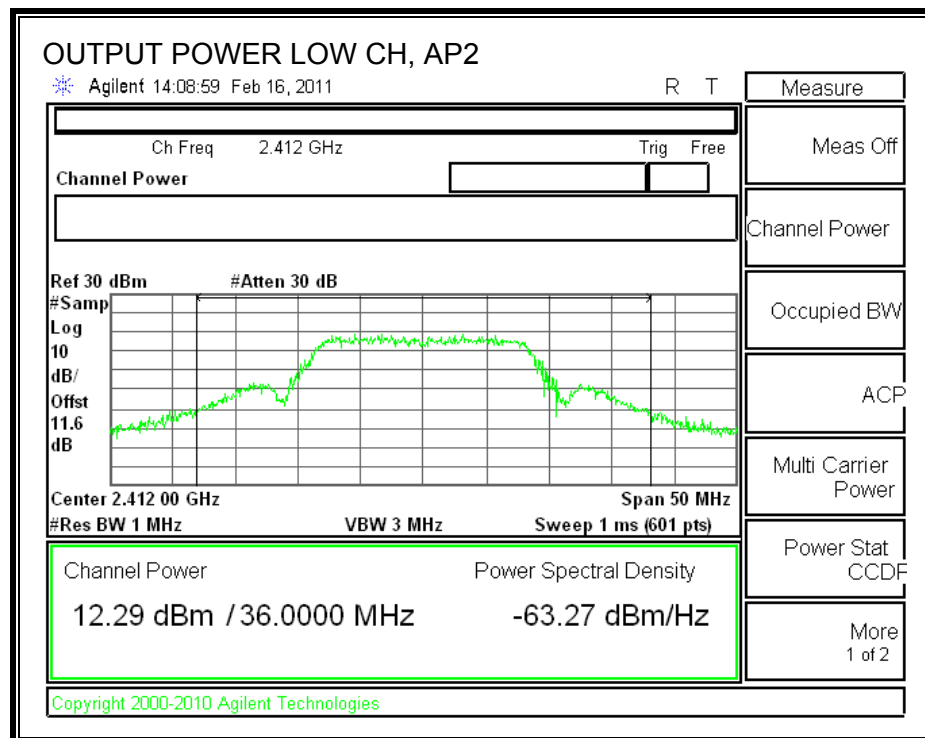 OUTPUT POWER LOW CH, AP2
Agilent 14:08:59 Feb 16, 2011 R T
Measure
Ch Freq 2.412 GHz Trig Free
Meas Off
Channel Power
Channel Power
Ref 30 dBm #Atten 30 dB
#Samp
Log
10
dB/
Offst
11.6
dB
Occupied BW
ACP
Multi Carrier
Power
Center 2.412 00 GHz Span 50 MHz
#Res BW 1 MHz VBW 3 MHz Sweep 1 ms (601 pts)
Power Stat
CCDF
Channel Power Power Spectral Density
12.29 dBm / 36.0000 MHz -63.27 dBm/Hz
More
1 of 2
Copyright 2000-2010 Agilent Technologies